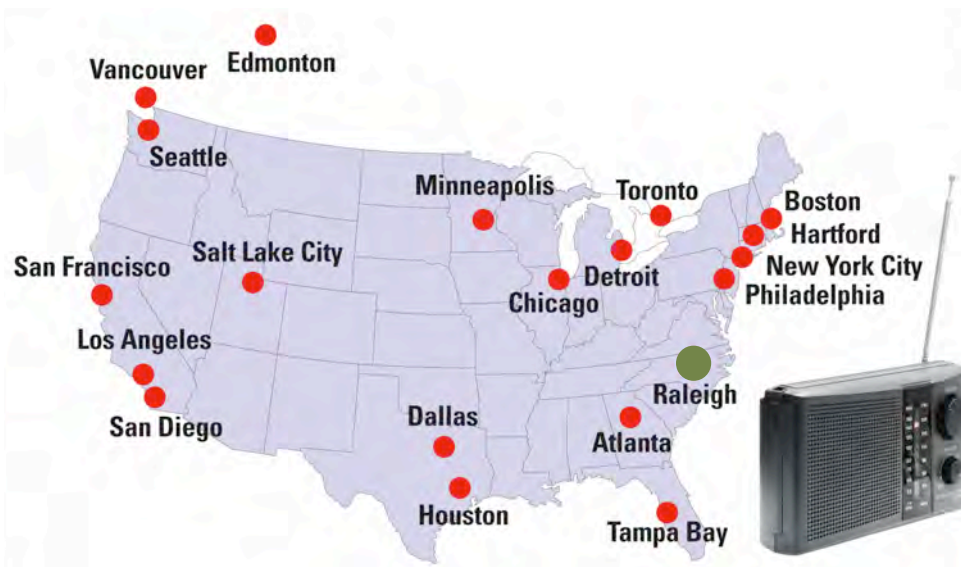 Edmonton
Vancouver
Seattle
Minneapolis
Toronto
Boston
Hartford
New York City
Philadelphia
Salt Lake City
San Francisco
Detroit
Chicago
Los Angeles
San Diego
Raleigh
Dallas
Atlanta
Houston
Tampa Bay